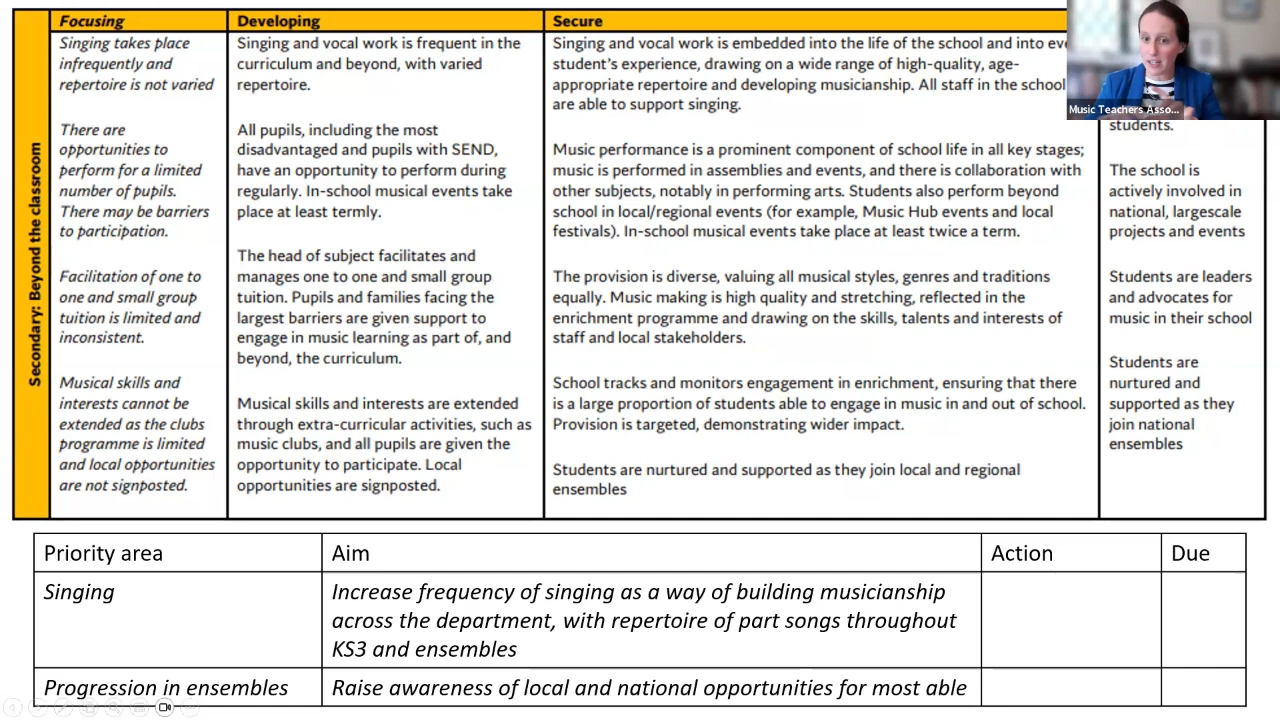 Focusing
Developing
Secure
Secondary: Beyond the classroom
Singing takes place
infrequently and
repertoire is not varied
There are
opportunities to
perform for a limited
number of pupils.
There may be barriers
to participation.
Facilitation of one to
one and small group
tuition is limited and
inconsistent.
Musical skills and
interests cannot be
extended as the clubs
programme is limited
and local opportunities
are not signposted.
Singing and vocal work is frequent in the
curriculum and beyond, with varied
repertoire.
All pupils, including the most
disadvantaged and pupils with SEND,
have an opportunity to perform during
regularly. In-school musical events take
place at least termly.
The head of subject facilitates and
manages one to one and small group
tuition. Pupils and families facing the
largest barriers are given support to
engage in music learning as part of, and
beyond, the curriculum.
Musical skills and interests are extended
through extra-curricular activities, such as
music clubs, and all pupils are given the
opportunity to participate. Local
opportunities are signposted.
Singing and vocal work is embedded into the life of the school and into
student's experience, drawing on a wide range of high-quality, age-
appropriate repertoire and developing musicianship. All staff in the school
are able to support singing.
Music performance is a prominent component of school life in all key stages;
music is performed in assemblies and events, and there is collaboration with
other subjects, notably in performing arts. Students also perform beyond
school in local/regional events (for example, Music Hub events and local
festivals). In-school musical events take place at least twice a term.
The provision is diverse, valuing all musical styles, genres and traditions
equally. Music making is high quality and stretching, reflected in the
enrichment programme and drawing on the skills, talents and interests of
staff and local stakeholders.
School tracks and monitors engagement in enrichment, ensuring that there
is a large proportion of students able to engage in music in and out of school.
Provision is targeted, demonstrating wider impact.
Students are nurtured and supported as they join local and regional
ensembles
Music Teachers Asso...
students.
The school is
actively involved in
national, largescale
projects and events
Students are leaders
and advocates for
music in their school
Students are
nurtured and
supported as they
join national
ensembles
Priority area
Aim
Action
Due
Singing
Increase frequency of singing as a way of building musicianship
across the department, with repertoire of part songs throughout
KS3 and ensembles
Progression in ensembles
Raise awareness of local and national opportunities for most able